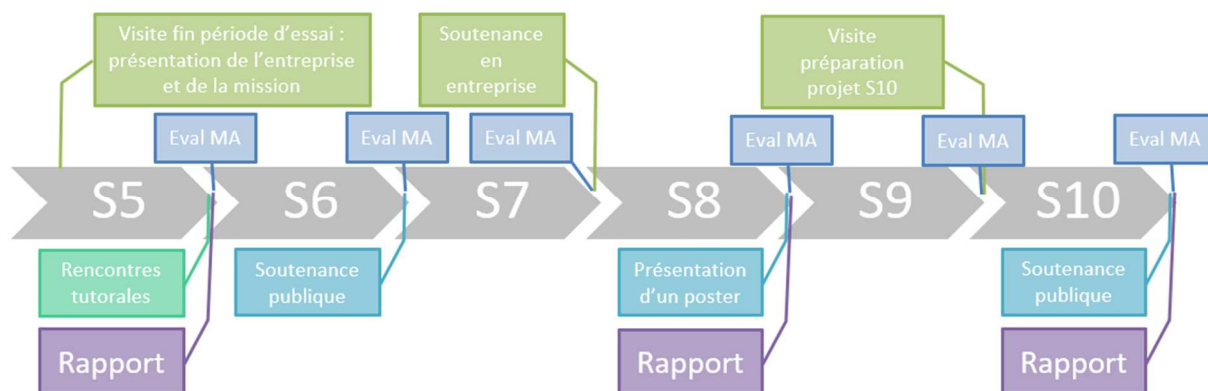 Visite fin période d'essai :
présentation de l'entreprise
et de la mission
Soutenance
en
entreprise
Visite
préparation
projet S10
Eval MA
Eval MA
Eval MA
Eval MA
Eval MA
Eval MA
S5
S6
S7
S8
S9
S10
Rencontres
tutorales
Soutenance
publique
Présentation
d'un poster
Soutenance
publique
Rapport
Rapport
Rapport